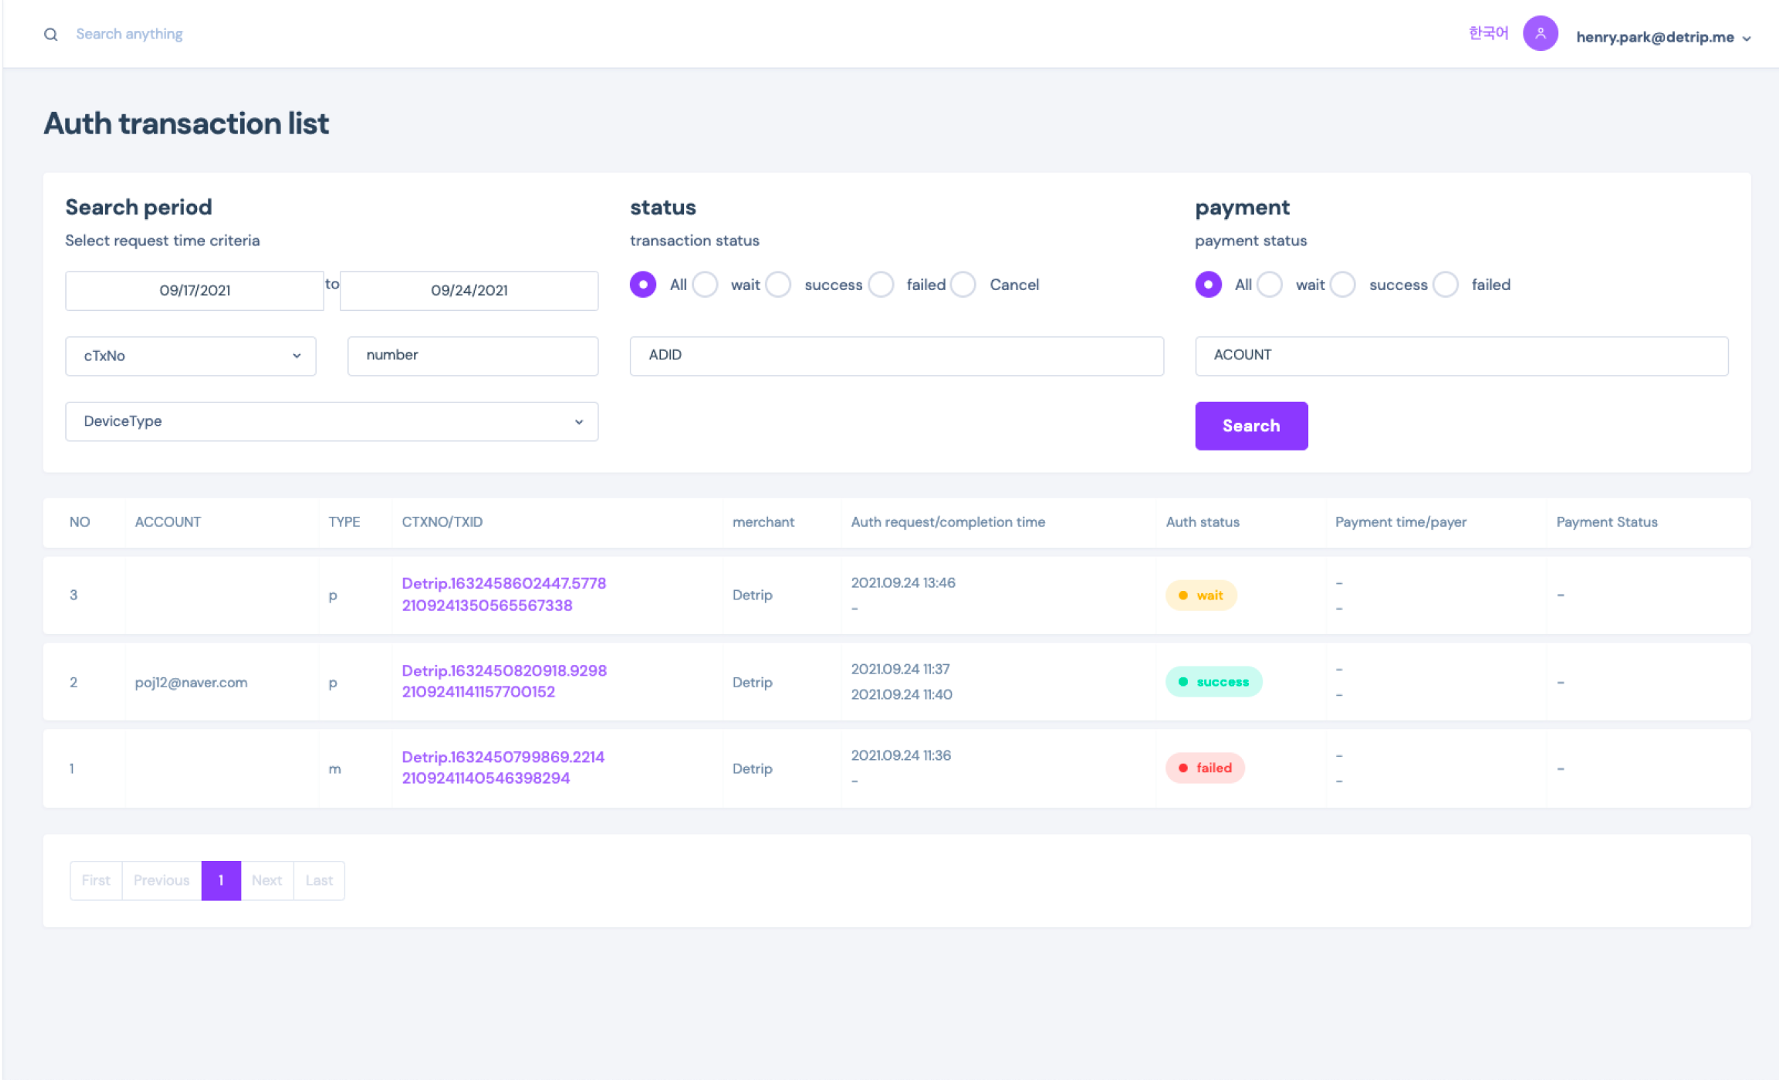 Search anything
한국어
henry.park@detrip.me
Auth transaction list
Search period
Select request time criteria
09/17/2021 to 09/24/2021
cTxNo
number
DeviceType
status
transaction status
All wait success failed Cancel
ADID
payment
payment status
All wait success failed
ACOUNT
Search
NO ACCOUNT TYPE CTXNO/TXID merchant Auth request/completion time Auth status Payment time/payer Payment Status
3 p Detrip.1632458602447.5778 Detrip 2021.09.24 13:46 wait - -
2109241350565567338 - -
2 poj12@naver.com p Detrip.1632450820918.9298 Detrip 2021.09.24 11:37 success - -
2109241141157700152 2021.09.24 11:40 -
1 m Detrip.1632450799869.2214 Detrip 2021.09.24 11:36 failed - -
2109241140546398294 - -
First Previous 1 Next Last